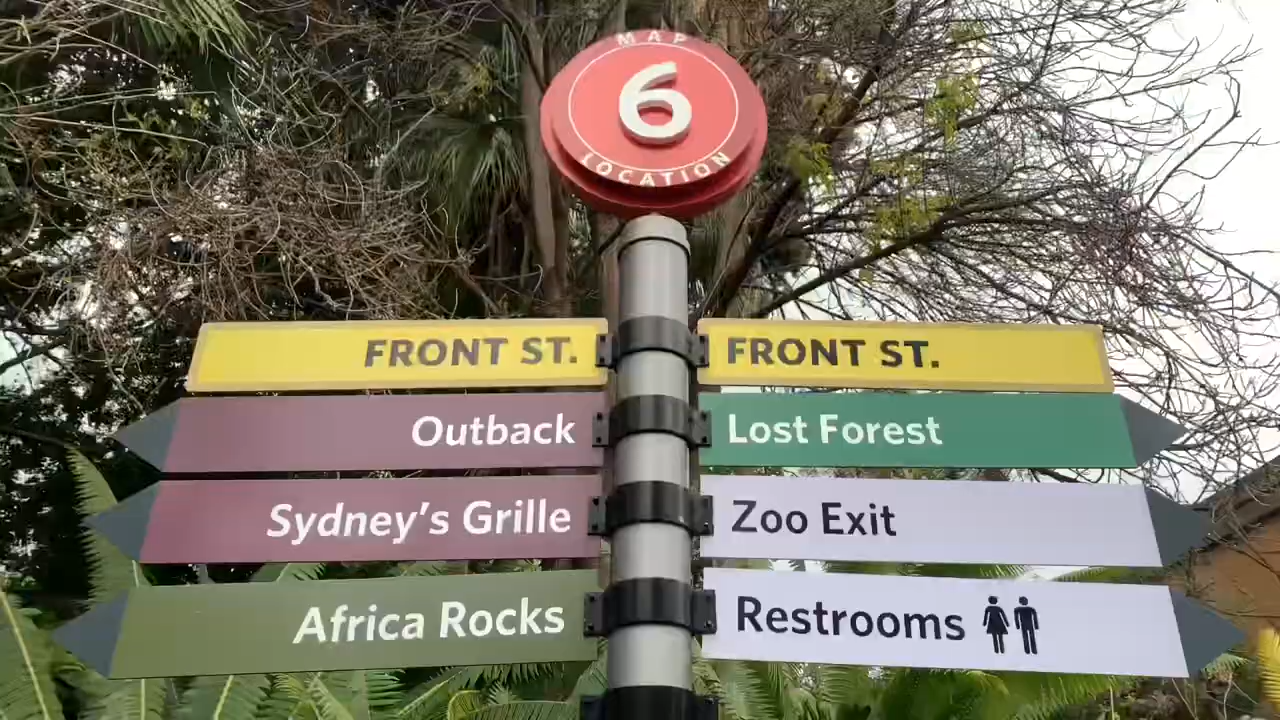 MAP
6
LOCATION
FRONT ST.
Outback
Sydney's Grille
Africa Rocks
FRONT ST.
Lost Forest
Zoo Exit
Restrooms